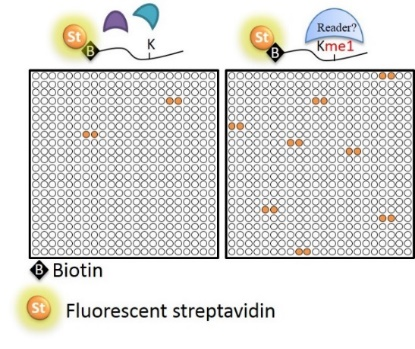 St
B
K
St
B
Reader?
Kme1
B Biotin
St Fluorescent streptavidin